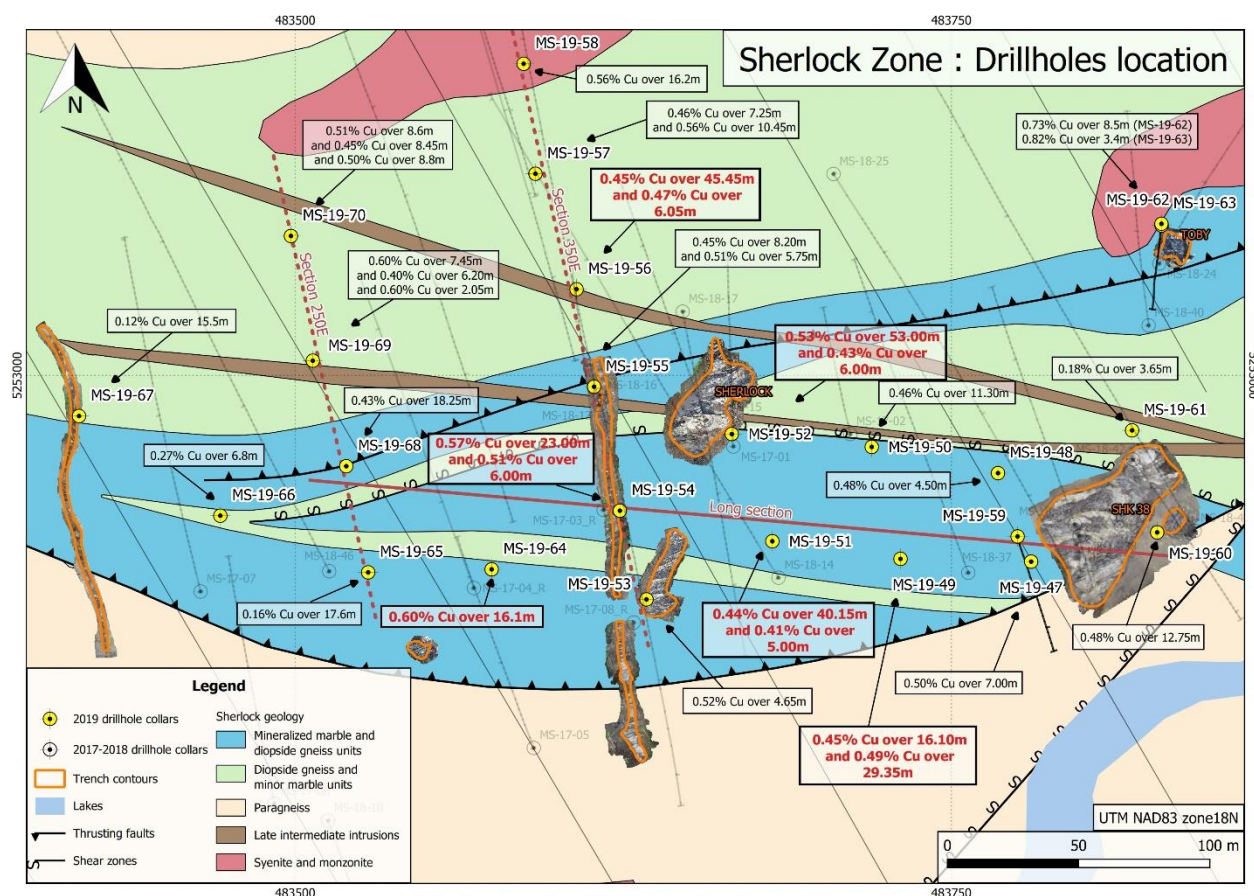 483500
483750
Sherlock Zone : Drillholes location
N
MS-19-58
0.56% Cu over 16.2m
0.46% Cu over 7.25m
and 0.56% Cu over 10.45m
0.51% Cu over 8.6m
and 0.45% Cu over 8.45m
and 0.50% Cu over 8.8m
0.73% Cu over 8.5m (MS-19-62)
0.82% Cu over 3.4m (MS-19-63)
MS-19-57
MS-18-25
0.45% Cu over 45.45m
and 0.47% Cu over
6.05m
MS-19-62
MS-19-63
MS-19-70
TOBY
Section 350E
Section 250E
0.45% Cu over 8.20m
and 0.51% Cu over 5.75m
0.60% Cu over 7.45m
and 0.40% Cu over 6.20m
and 0.60% Cu over 2.05m
MS-19-56
MS-18-24
MS-18-17
MS-18-40
0.12% Cu over 15.5m
0.53% Cu over 53.00m
and 0.43% Cu over
6.00m
MS-19-69
5253000
5253000
MS-19-55
MS-18-16
SHERLOCK
0.18% Cu over 3.65m
MS-19-67
0.46% Cu over 11.30m
0.43% Cu over 18.25m
MS-19-61
MS-19-68
0.57% Cu over 23.00m
and 0.51% Cu over
6.00m
MS-19-52
MS-17-01
MS-19-50
MS-19-48
0.27% Cu over 6.8m
0.48% Cu over 4.50m
MS-19-66
MS-19-54
MS-17-03_R
Long section
MS-19-59
SHK 38
MS-19-65
MS-19-64
MS-19-51
MS-19-60
MS-18-46
MS-17-07
MS-17-04_R
MS-19-53
MS-18-14
MS-19-49
MS-18-37
MS-19-47
0.16% Cu over 17.6m
0.60% Cu over 16.1m
MS-17-08_R
0.44% Cu over 40.15m
and 0.41% Cu over
5.00m
0.48% Cu over 12.75m
0.50% Cu over 7.00m
0.52% Cu over 4.65m
0.45% Cu over 16.10m
and 0.49% Cu over
29.35m
MS-17-05
Legend
2019 drillhole collars
2017-2018 drillhole collars
Trench contours
Lakes
Thrusting faults
Shear zones
Sherlock geology
Mineralized marble and
diopside gneiss units
Diopside gneiss and
minor marble units
Paragneiss
Late intermediate intrusions
Syenite and monzonite
UTM NAD83 zone18N
0 50 100 m
483500
483750